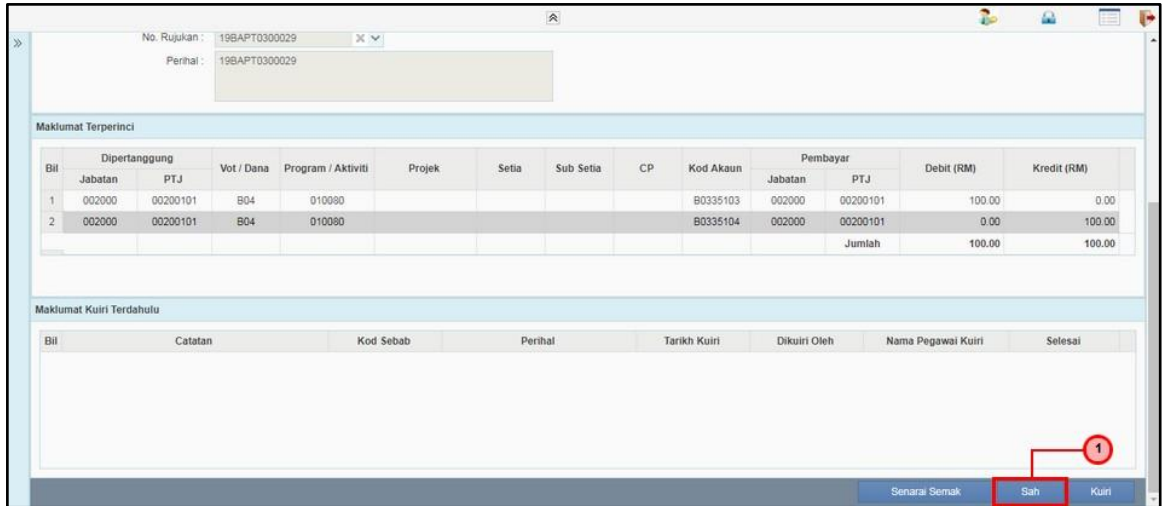 No. Rujukan : 19BAPT0300029
Perihal : 19BAPT0300029
Maklumat Terperinci
Bil Dipertanggung Vot / Dana Program / Aktiviti Projek Setia Sub Setia CP Kod Akaun Pembayar Debit (RM) Kredit (RM)
Jabatan PTJ Jabatan PTJ
1 002000 00200101 B04 010080 B0335103 002000 00200101 100.00 0.00
2 002000 00200101 B04 010080 B0335104 002000 00200101 0.00 100.00
Jumlah 100.00 100.00
Maklumat Kuiri Terdahulu
Bil Catatan Kod Sebab Perihal Tarikh Kuiri Dikuiri Oleh Nama Pegawai Kuiri Selesai
1
Senarai Semak Sah Kuiri